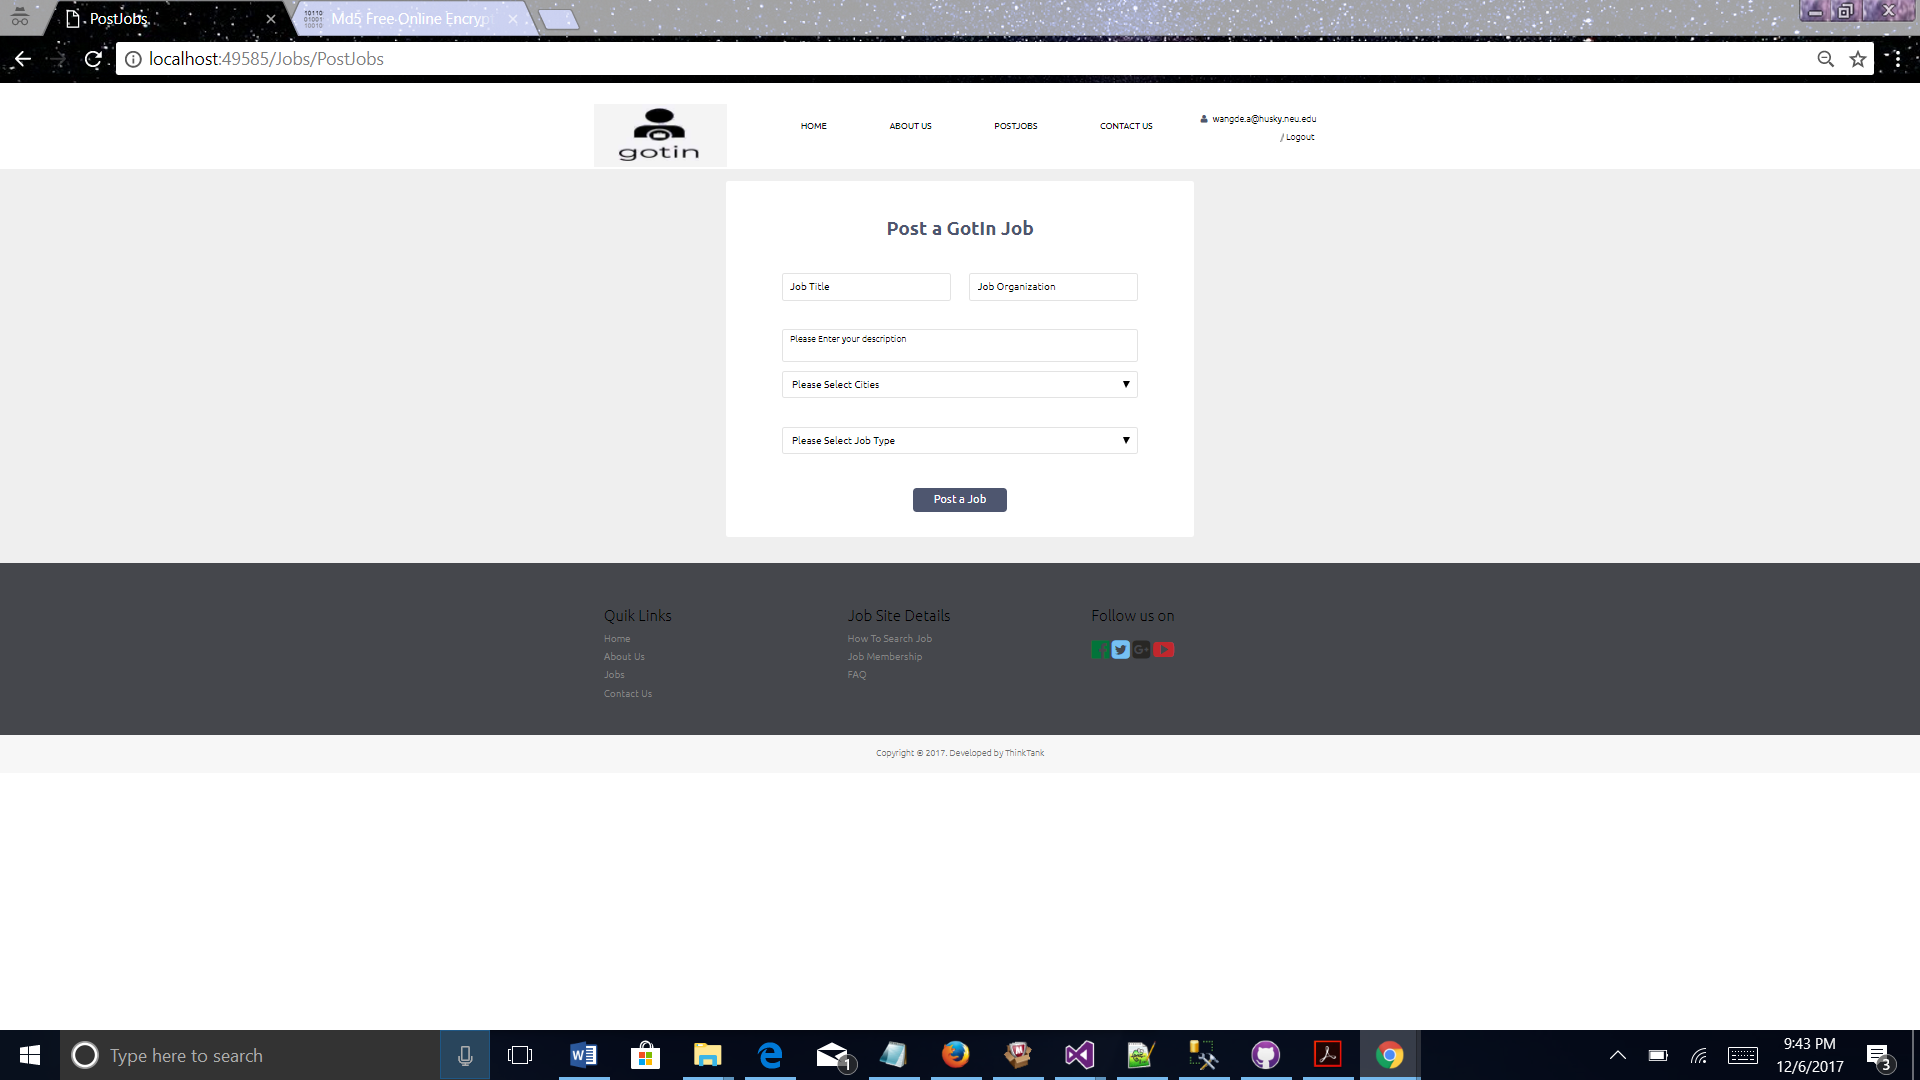 PostJobs
Md5 Free Online Encryp
localhost:49585/Jobs/PostJobs
gotin
HOME
ABOUT US
POSTJOBS
CONTACT US
wangde.a@husky.neu.edu
/ Logout
Post a GotIn Job
Job Title
Job Organization
Please Enter your description
Please Select Cities
Please Select Job Type
Post a Job
Quik Links
Home
About Us
Jobs
Contact Us
Job Site Details
How To Search Job
Job Membership
FAQ
Follow us on
Copyright © 2017. Developed by ThinkTank
Type here to search
1
9:43 PM
12/6/2017
3